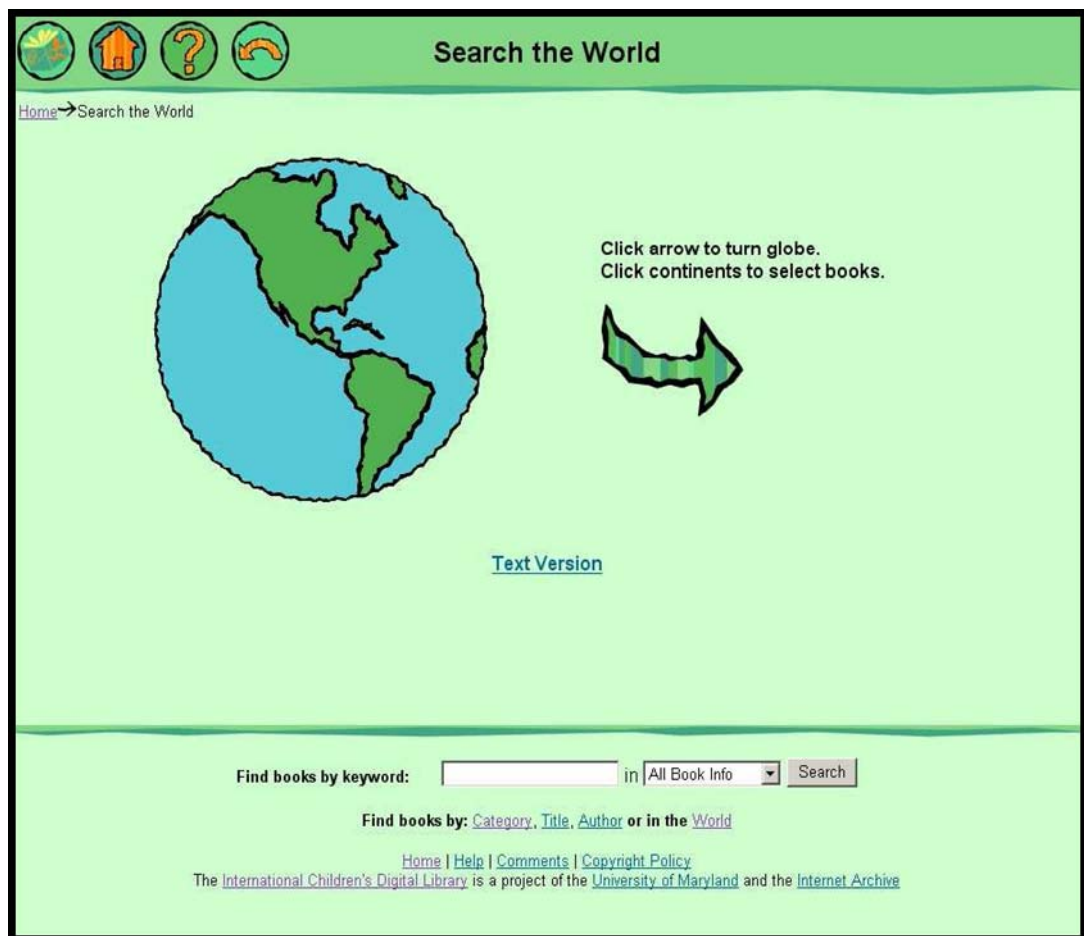 Search the World
Home→Search the World
Click arrow to turn globe.
Click continents to select books.
Text Version
Find books by keyword: in All Book Info Search
Find books by: Category, Title, Author or in the World
Home | Help | Comments | Copyright Policy
The International Children's Digital Library is a project of the University of Maryland and the Internet Archive